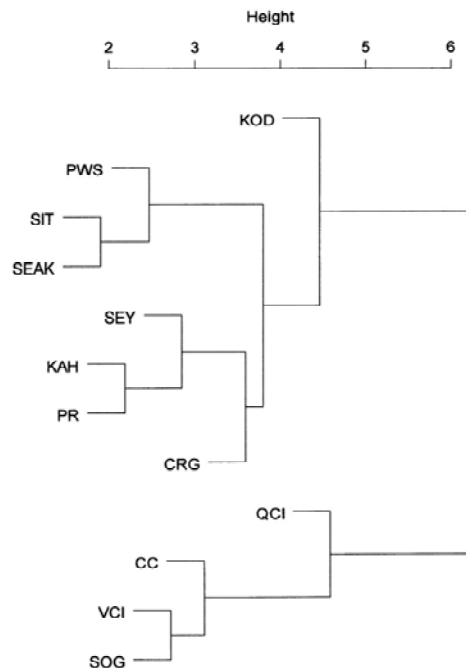 Height
2 3 4 5 6
KOD
PWS
SIT
SEAK
SEY
KAH
PR
CRG
QCI
CC
VCI
SOG